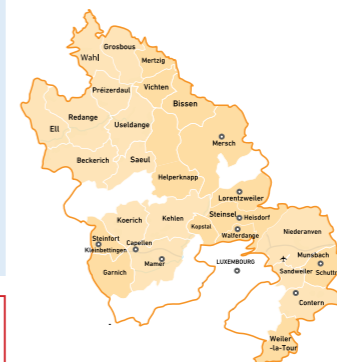 Grosbous
Wahl
Mertzig
Préizerdaul
Vichten
Bissen
Redange
Useldange
Ell
Mersch
Beckerich
Saeul
Helperknapp
Lorentzweiler
Koerich
Kehlen
Steinsel
Heisdorf
Kopstal
Niederanven
Steinfort
Capellen
Walferdange
Kleinbettingen
Munsbach
Mamer
LUXEMBOURG
Garnich
Sandweiler
Schutt
Contern
Weiler
-la-Tour